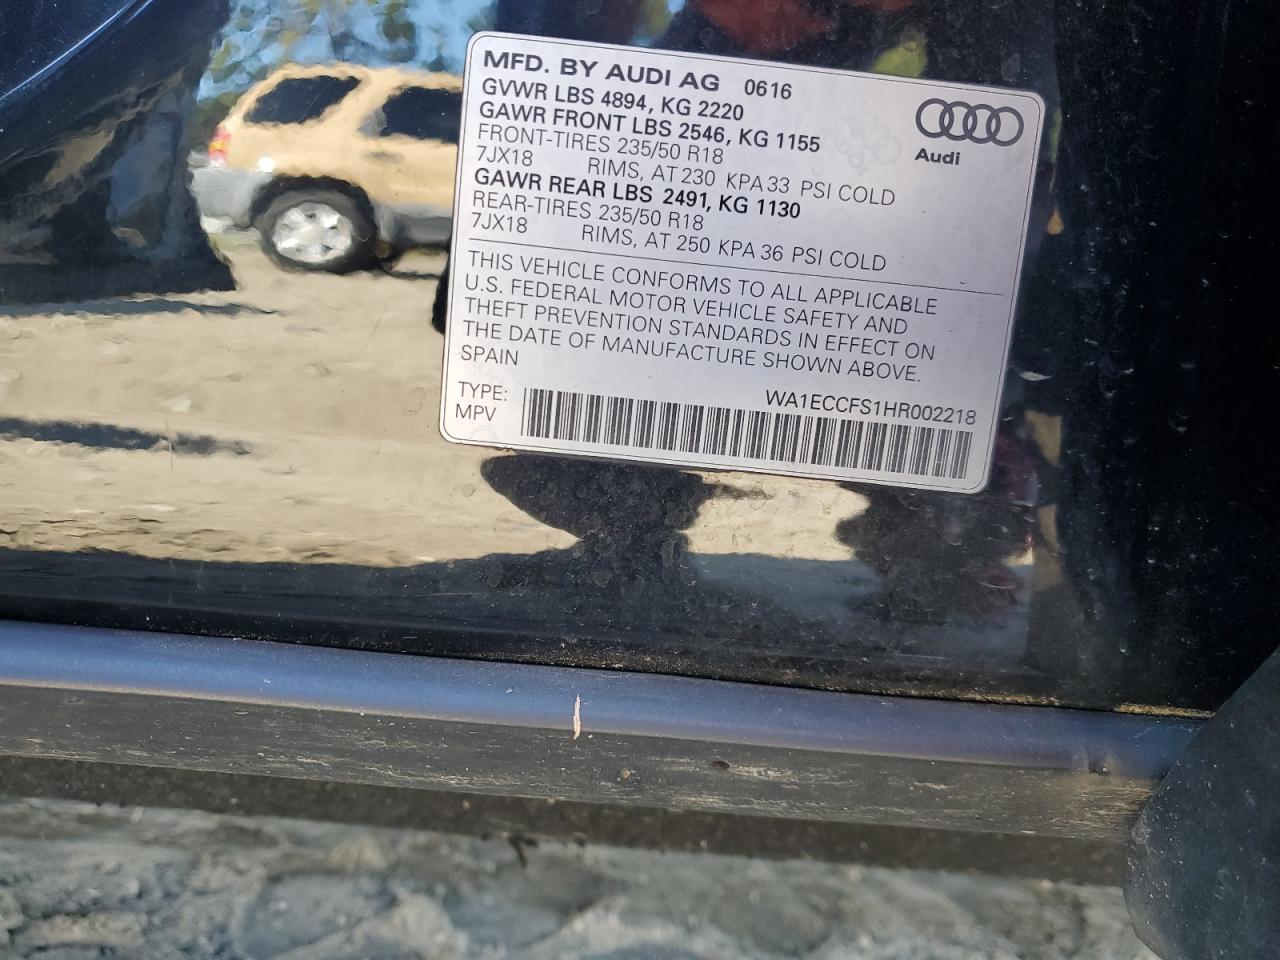 MFD. BY AUDI AG 0616
GVWR LBS 4894, KG 2220
GAWR FRONT LBS 2546, KG 1155
FRONT-TIRES 235/50 R18
7JX18 RIMS, AT 230 KPA 33 PSI COLD
GAWR REAR LBS 2491, KG 1130
REAR-TIRES 235/50 R18
7JX18 RIMS, AT 250 KPA 36 PSI COLD
Audi
THIS VEHICLE CONFORMS TO ALL APPLICABLE
U.S. FEDERAL MOTOR VEHICLE SAFETY AND
THEFT PREVENTION STANDARDS IN EFFECT ON
THE DATE OF MANUFACTURE SHOWN ABOVE.
SPAIN
TYPE: WA1ECCFS1HR002218
MPV